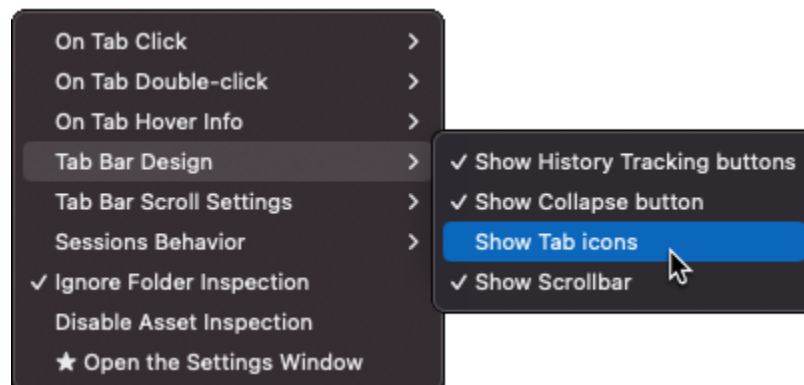 On Tab Click
On Tab Double-click
On Tab Hover Info
Tab Bar Design
Tab Bar Scroll Settings
Sessions Behavior
✓ Ignore Folder Inspection
Disable Asset Inspection
★ Open the Settings Window
✓ Show History Tracking buttons
✓ Show Collapse button
Show Tab icons
✓ Show Scrollbar